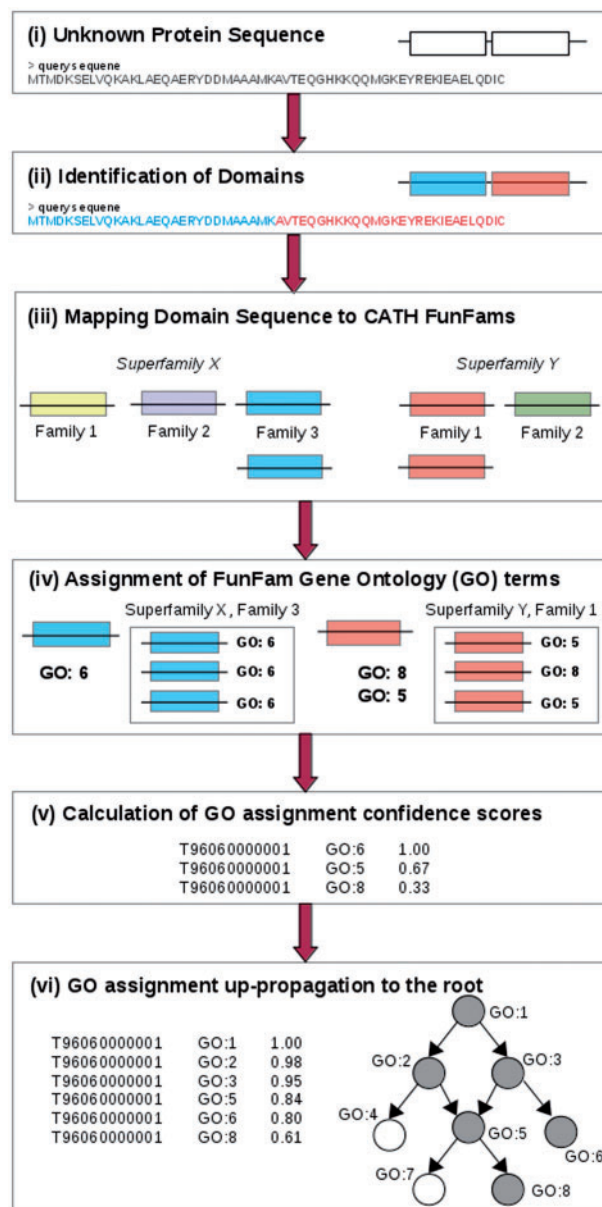 (i) Unknown Protein Sequence
> querysequene
MTMDKSELVQKAKLAEQAERYDDMAAAMKAVTEQGHKKQQMGKEYREKIEAELQDIC
(ii) Identification of Domains
> querysequene
MTMDKSELVQKAKLAEQAERYDDMAAAMKAVTEQGHKKQQMGKEYREKIEAELQDIC
(iii) Mapping Domain Sequence to CATH FunFams
Superfamily X
Superfamily Y
Family 1
Family 2
Family 3
Family 1
Family 2
(iv) Assignment of FunFam Gene Ontology (GO) terms
Superfamily X, Family 3
Superfamily Y, Family 1
GO: 6
GO: 6
GO: 6
GO: 6
GO: 8
GO: 5
GO: 5
GO: 8
GO: 5
(v) Calculation of GO assignment confidence scores
T96060000001 GO:6 1.00
T96060000001 GO:5 0.67
T96060000001 GO:8 0.33
(vi) GO assignment up-propagation to the root
T96060000001 GO:1 1.00
T96060000001 GO:2 0.98
T96060000001 GO:3 0.95
T96060000001 GO:5 0.84
T96060000001 GO:6 0.80
T96060000001 GO:8 0.61
GO:1
GO:2
GO:3
GO:4
GO:5
GO:6
GO:7
GO:8